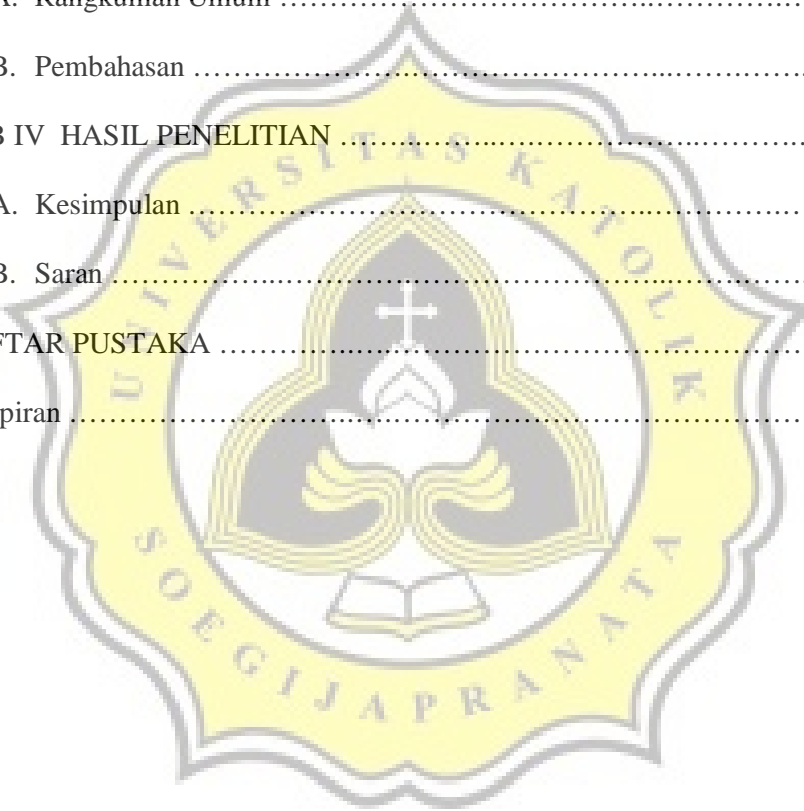 Rangkuman Umum ………………………………………………………
B. Pembahasan ………………………………………………………
IV HASIL PENELITIAN ………………………………………………………
A. Kesimpulan ………………………………………………………
B. Saran ………………………………………………………
FTAR PUSTAKA ………………………………………………………
piran ………………………………………………………
UNIVERSITAS KATOLIK
SOEGIJAPRANATA